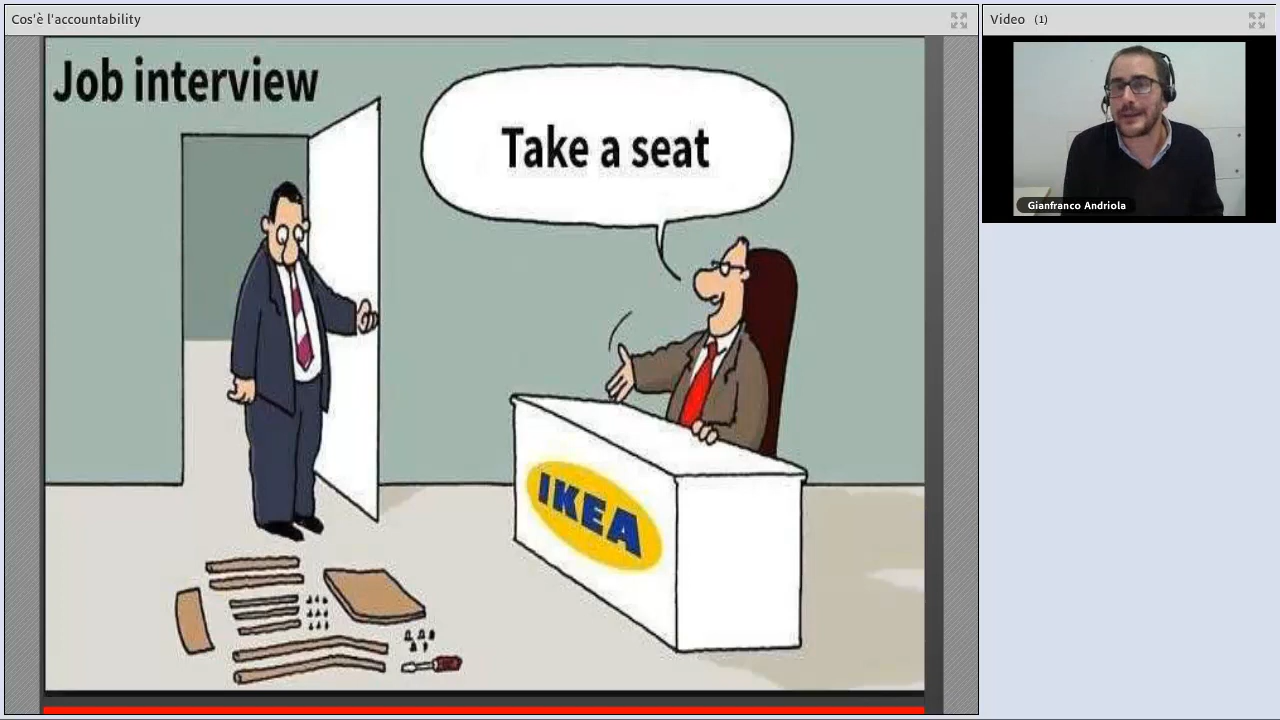 Cos'è l'accountability
Video (1)
Job interview
Take a seat
IKEA
Gianfranco Andriola